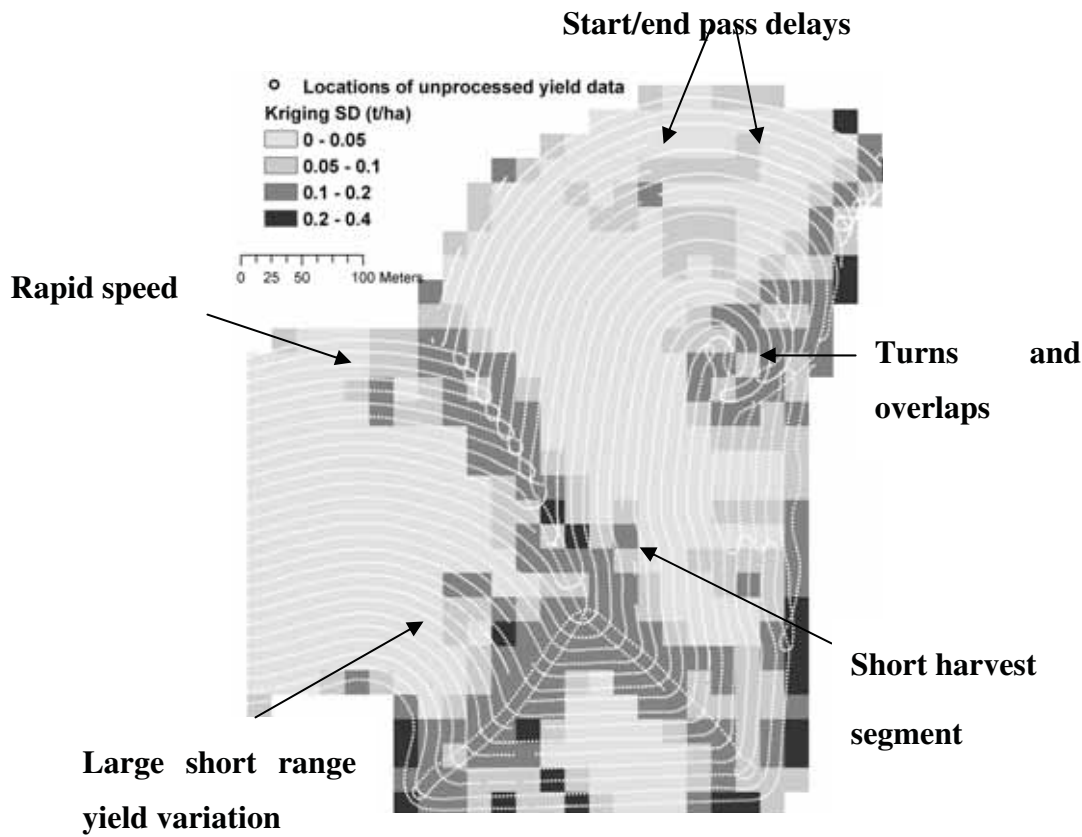 Start/end pass delays
Locations of unprocessed yield data
Kriging SD (t/ha)
0 - 0.05
0.05 - 0.1
0.1 - 0.2
0.2 - 0.4
0 25 50 100 Meters
Rapid speed
Turns and
overlaps
Short harvest
segment
Large short range
yield variation